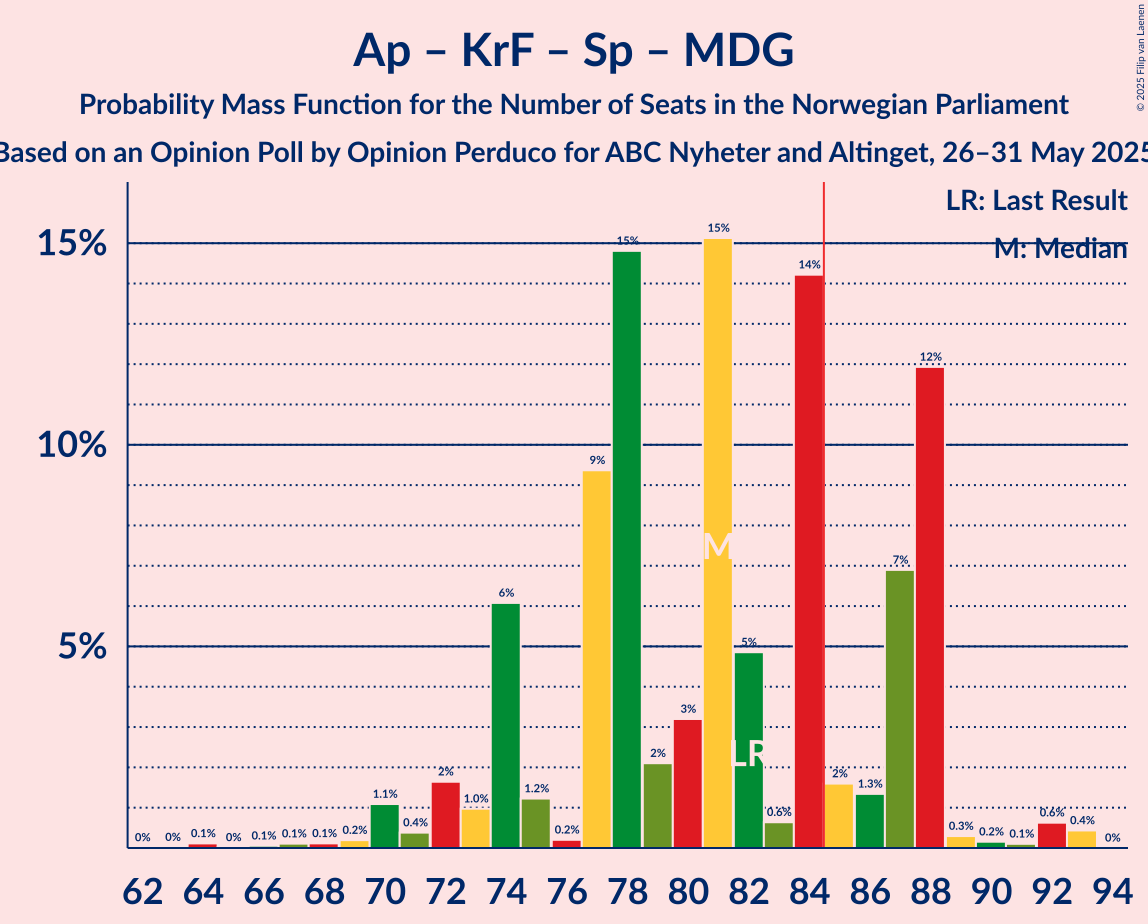 Ap – KrF – Sp – MDG
Probability Mass Function for the Number of Seats in the Norwegian Parliament
Based on an Opinion Poll by Opinion Perduco for ABC Nyheter and Altinget, 26–31 May 2025
© 2025 Filip van Laenen
LR: Last Result
M: Median
15%
10%
5%
0% 0% 0.1% 0% 0.1% 0.1% 0.1% 0.2% 1.1% 0.4% 2% 1.0% 6% 1.2% 0.2% 9% 15% 2% 3% 15% 5% 0.6% 14% 2% 1.3% 7% 12% 0.3% 0.2% 0.1% 0.6% 0.4% 0%
M
LR
62 64 66 68 70 72 74 76 78 80 82 84 86 88 90 92 94